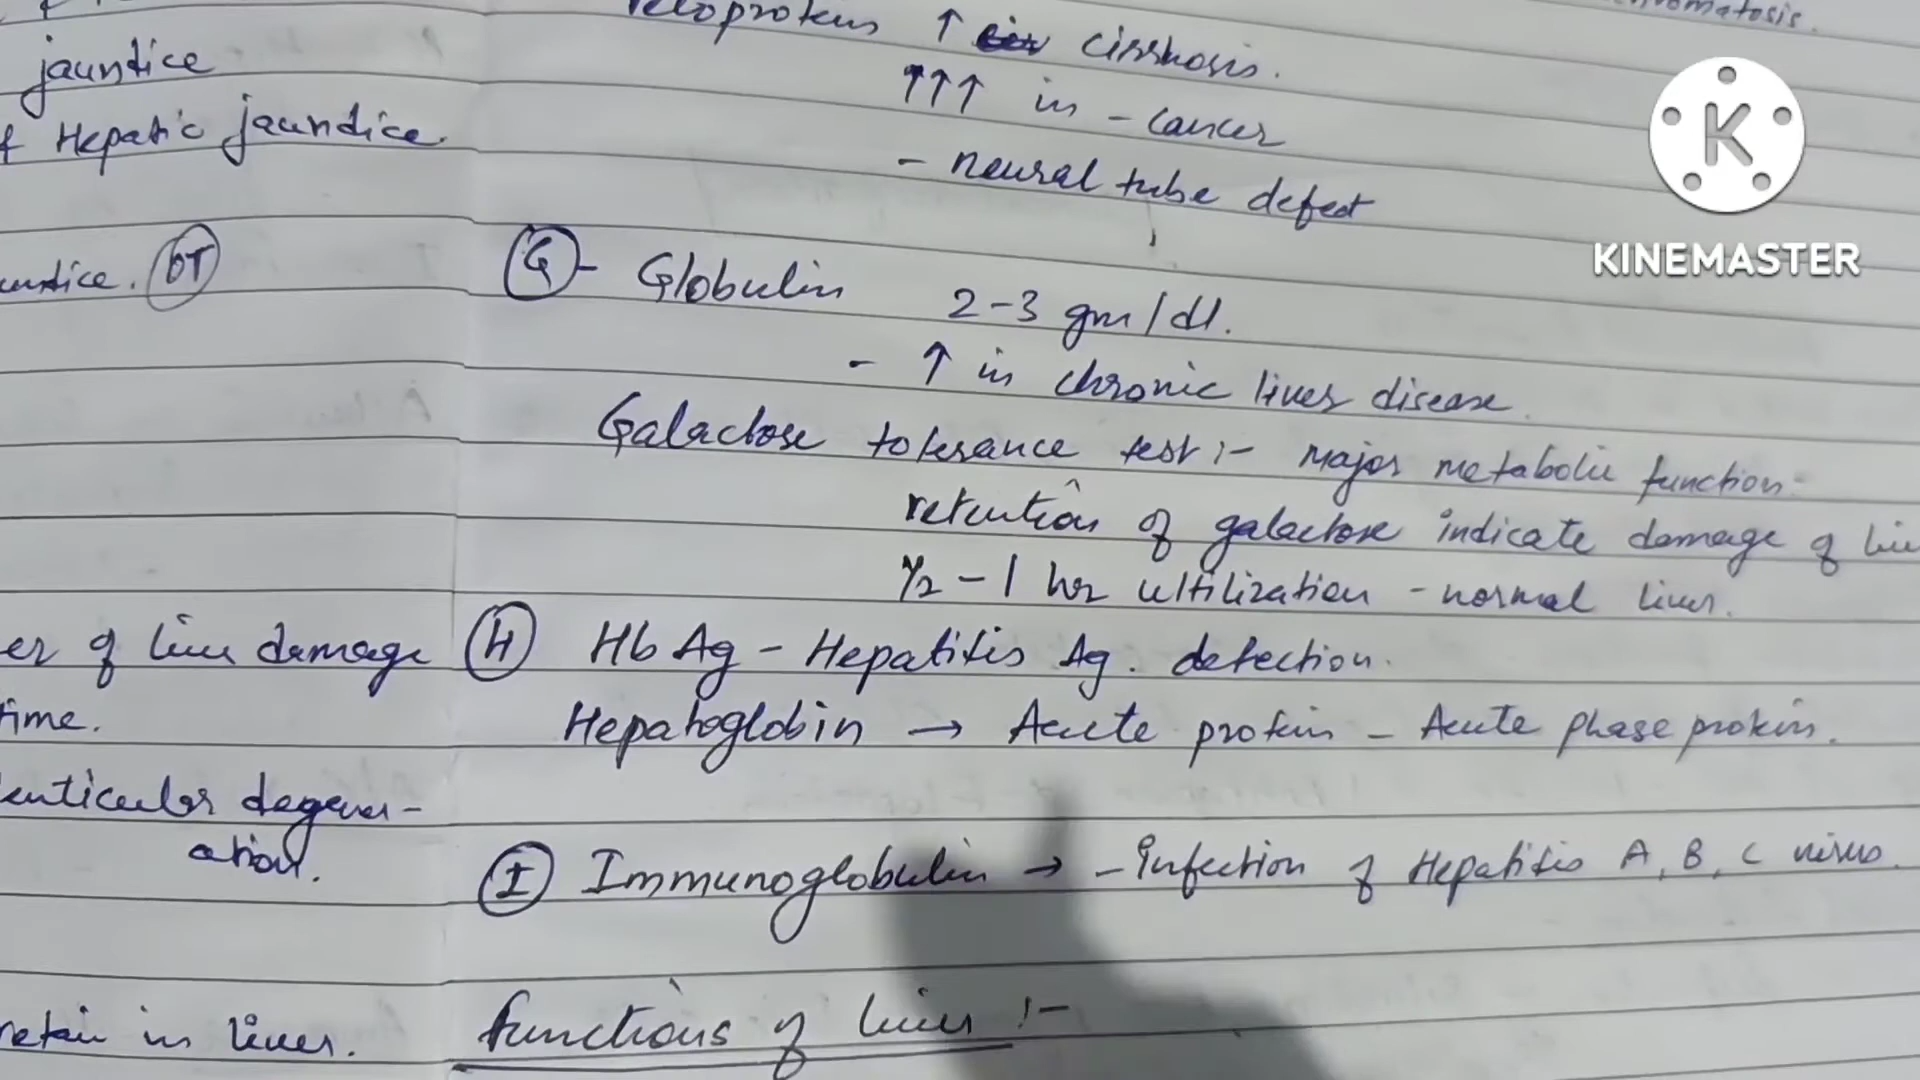 jaundice
Hepatic jaundice.
OT
er of liver damage
time.
enticular degener-
ation.
retain in liver.
↑ cirrhosis.
↑↑↑ in - cancer
- neural tube defect
G - Globulin 2-3 gm/dl.
- ↑ in chronic liver disease.
Galactose tolerance test :- Major metabolic function-
retention of galactose indicate damage of
1/2 - 1 hr ultilization - normal liver.
H Hb Ag - Hepatitis Ag. detection.
Hepatoglobin → Acute protein - Acute phase protein.
I Immunoglobulin → - Infection of Hepatitis A, B, C virus.
functions of liver :-
K
KINEMASTER